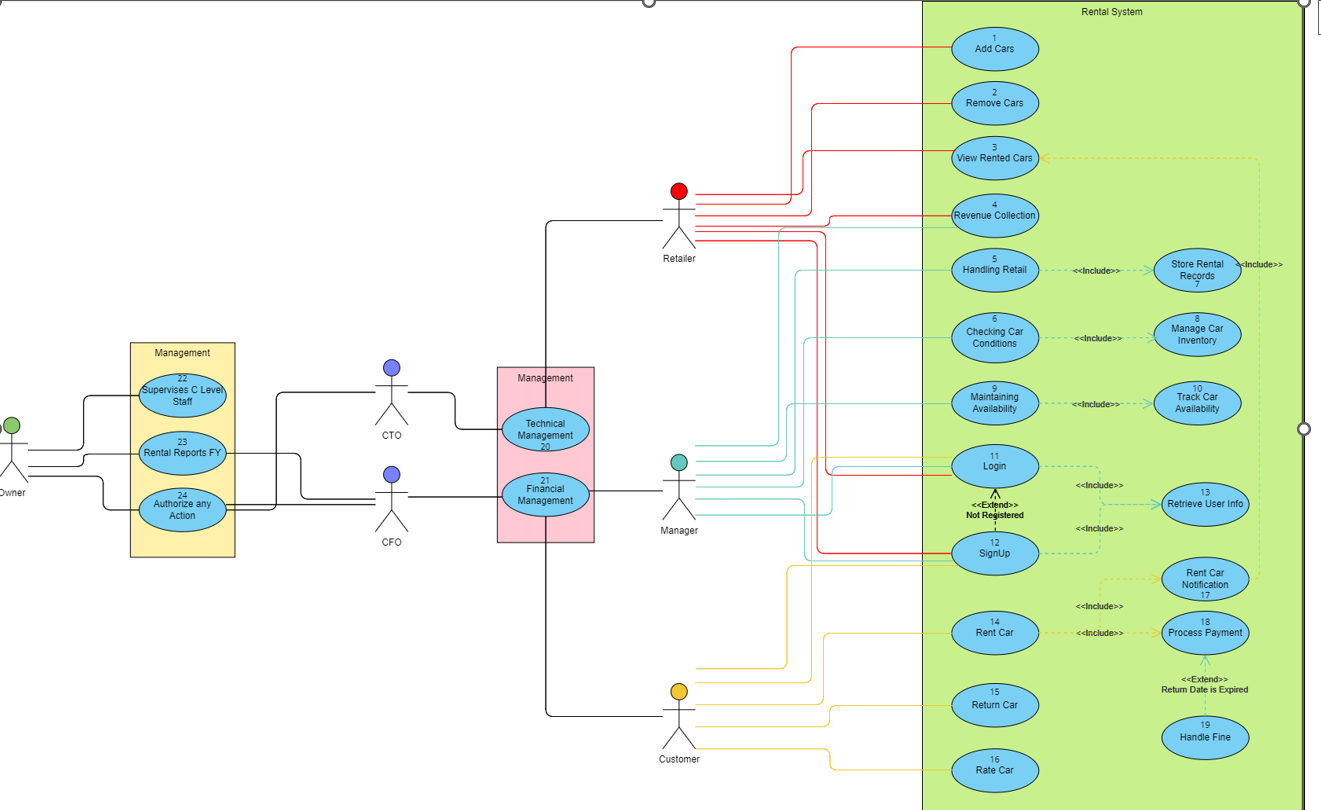 Rental System
1
Add Cars
2
Remove Cars
3
View Rented Cars
4
Revenue Collection
Retailer
5
Handling Retail
<<Include>>
Store Rental
Records
7
<<Include>>
6
Checking Car
Conditions
<<Include>>
8
Manage Car
Inventory
Management
22
Supervises C Level
Staff
23
Rental Reports FY
24
Authorize any
Action
Owner
CTO
CFO
Management
Technical
Management
20
21
Financial
Management
9
Maintaining
Availability
<<Include>>
10
Track Car
Availability
Manager
11
Login
<<Include>>
<<Extend>>
Not Registered
13
Retrieve User Info
<<Include>>
12
SignUp
Rent Car
Notification
17
<<Include>>
14
Rent Car
<<Include>>
18
Process Payment
<<Extend>>
Return Date is Expired
15
Return Car
19
Handle Fine
Customer
16
Rate Car